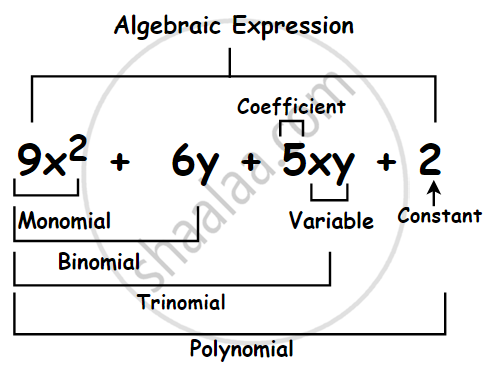 Algebraic Expression
Coefficient
9x² + 6y + 5xy + 2
Monomial
Variable
Constant
Binomial
Trinomial
Polynomial
shaalaa.com